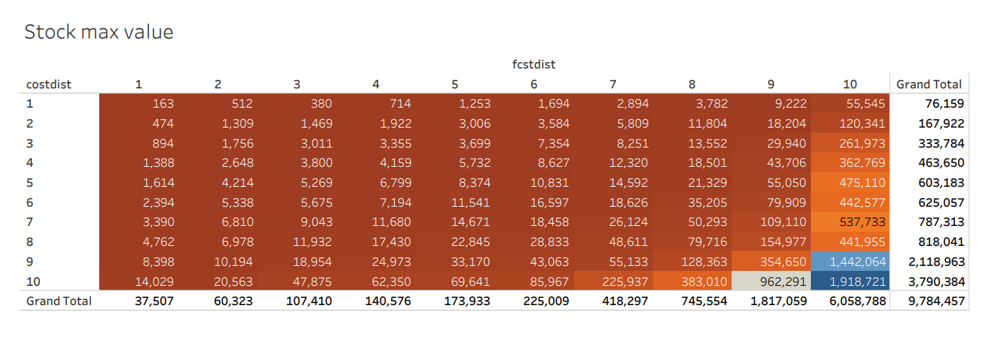 Stock max value
fcstdist
costdist 1 2 3 4 5 6 7 8 9 10 Grand Total
1 163 512 380 714 1,253 1,694 2,894 3,782 9,222 55,545 76,159
2 474 1,309 1,469 1,922 3,006 3,584 5,809 11,804 18,204 120,341 167,922
3 894 1,756 3,011 3,355 3,699 7,354 8,251 13,552 29,940 261,973 333,784
4 1,388 2,648 3,800 4,159 5,732 8,627 12,320 18,501 43,706 362,769 463,650
5 1,614 4,214 5,269 6,799 8,374 10,831 14,592 21,329 55,050 475,110 603,183
6 2,394 5,338 5,675 7,194 11,541 16,597 18,626 35,205 79,909 442,577 625,057
7 3,390 6,810 9,043 11,680 14,671 18,458 26,124 50,293 109,110 537,733 787,313
8 4,762 6,978 11,932 17,430 22,845 28,833 48,611 79,716 154,977 441,955 818,041
9 8,398 10,194 18,954 24,973 33,170 43,063 55,133 128,363 354,650 1,442,064 2,118,963
10 14,029 20,563 47,875 62,350 69,641 85,967 225,937 383,010 962,291 1,918,721 3,790,384
Grand Total 37,507 60,323 107,410 140,576 173,933 225,009 418,297 745,554 1,817,059 6,058,788 9,784,457